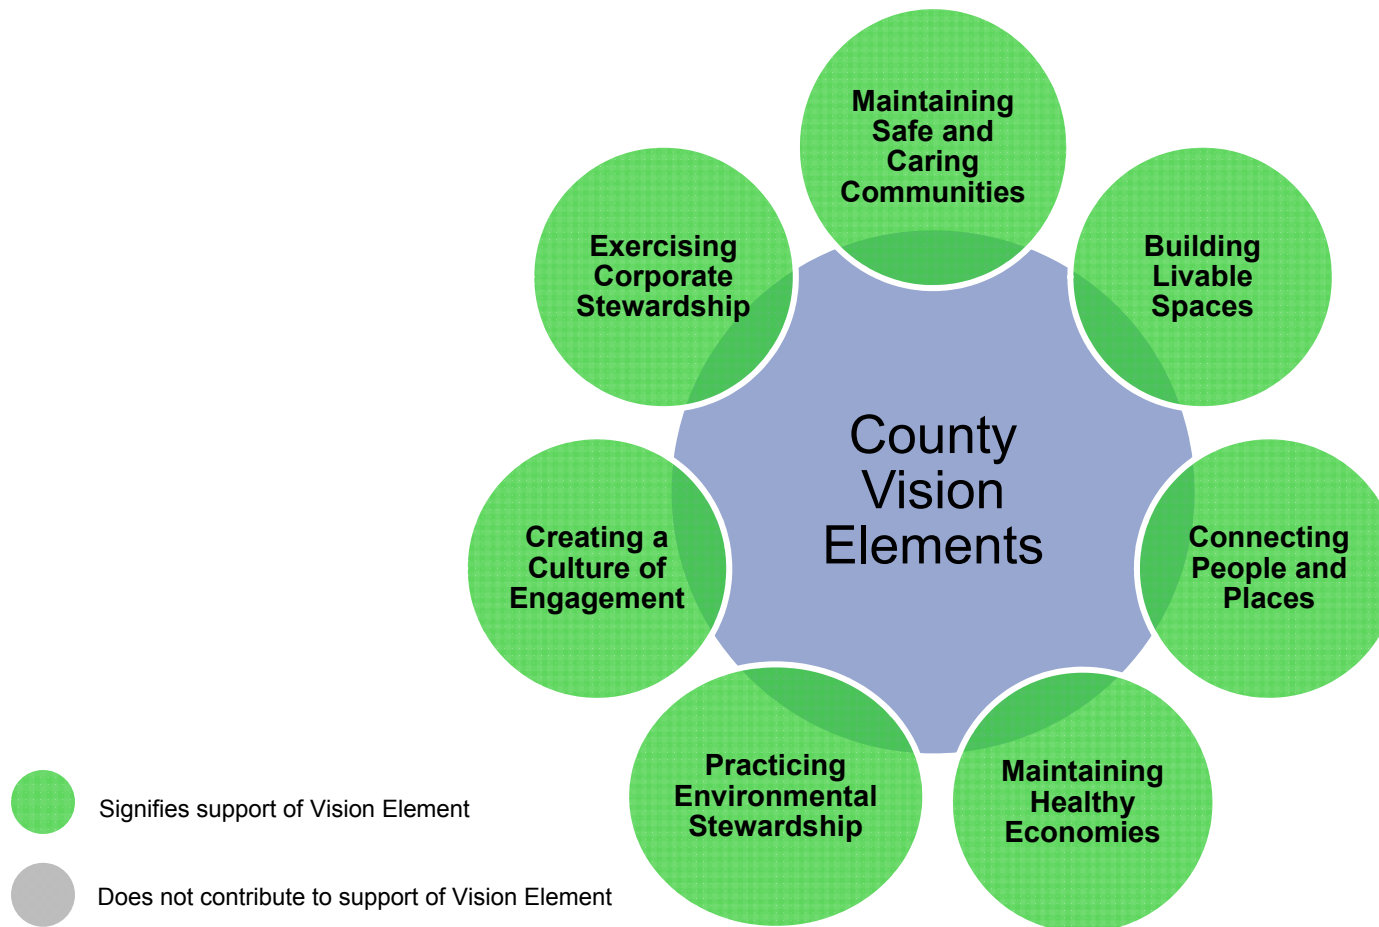 Maintaining
Safe and
Caring
Communities
Exercising
Corporate
Stewardship
Building
Livable
Spaces
County
Vision
Elements
Creating a
Culture of
Engagement
Connecting
People and
Places
Practicing
Environmental
Stewardship
Maintaining
Healthy
Economies
Signifies support of Vision Element
Does not contribute to support of Vision Element